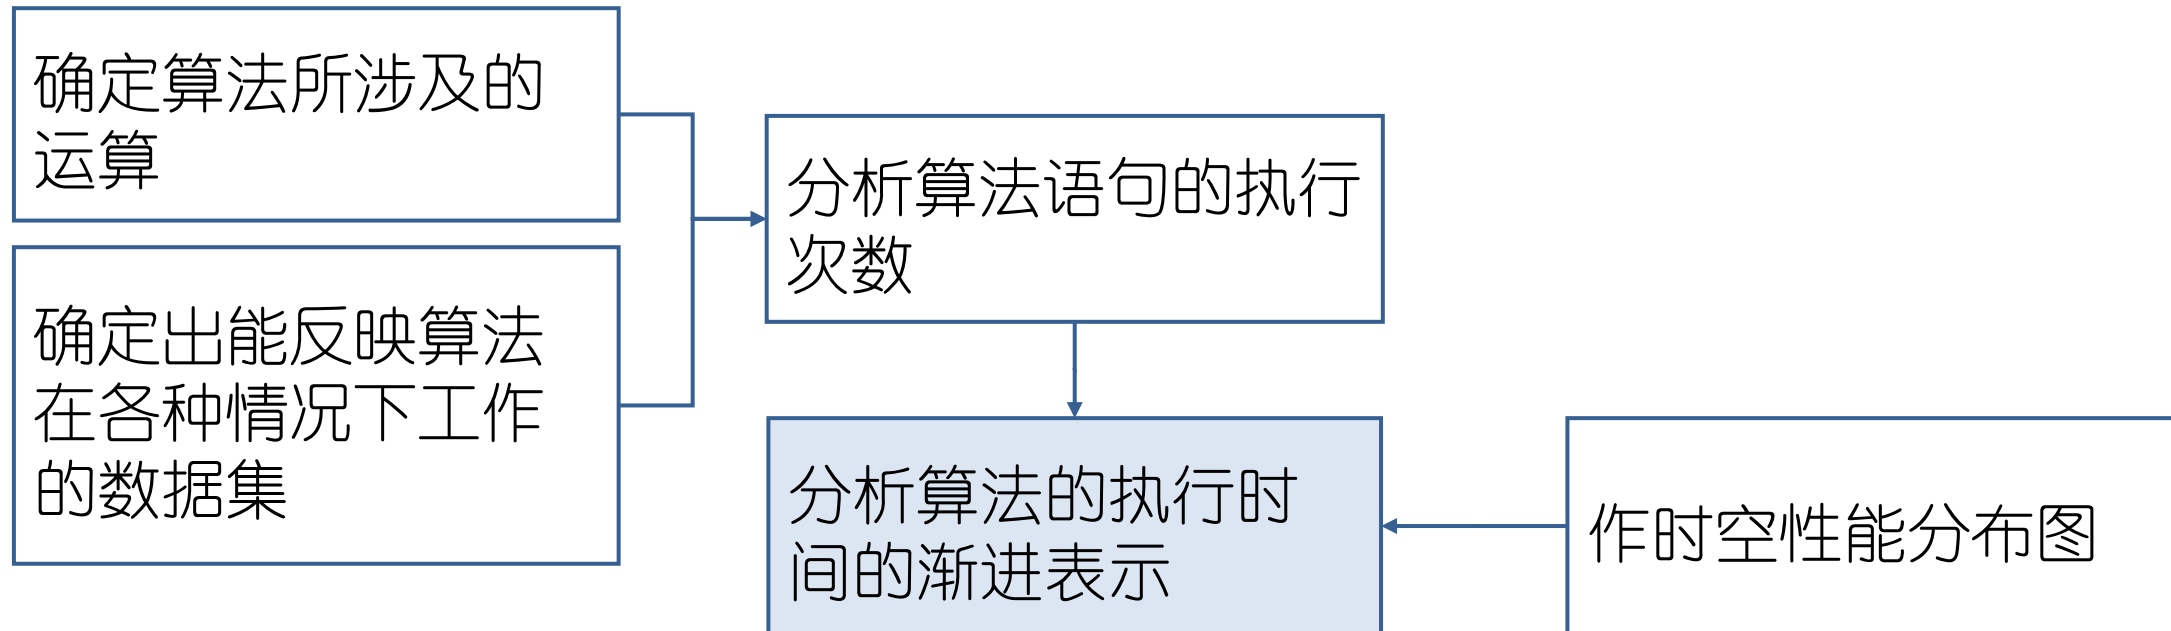 确定算法所涉及的
运算
确定出能反映算法
在各种情况下工作
的数据集
分析算法语句的执行
次数
分析算法的执行时
间的渐进表示
作时空性能分布图